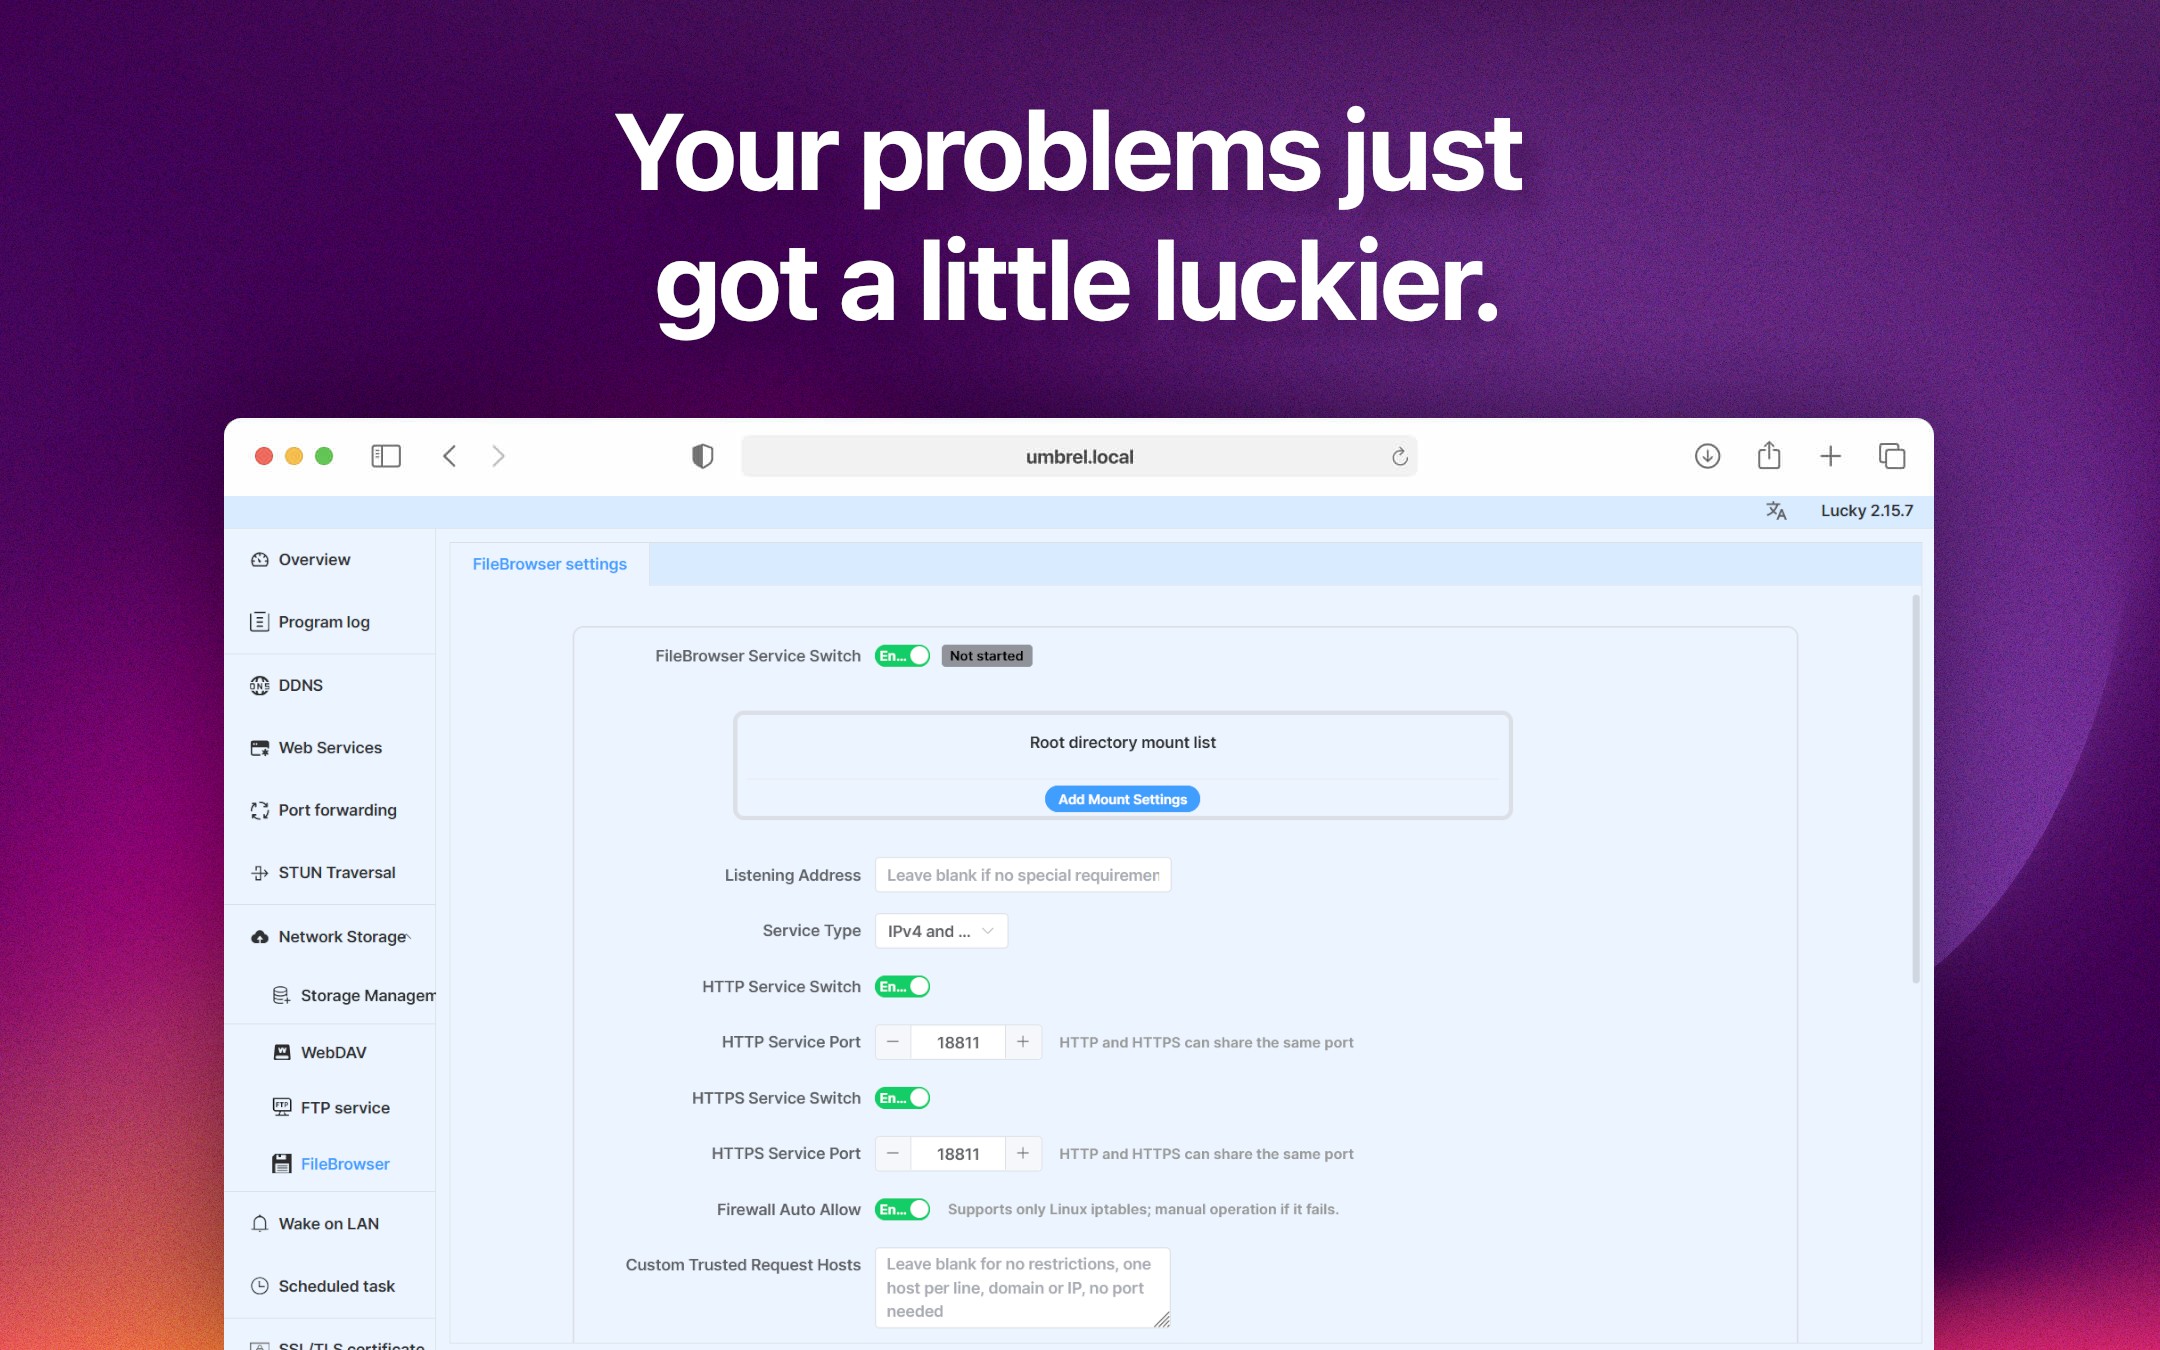 Your problems just
got a little luckier.
umbrel.local
Lucky 2.15.7
Overview
Program log
DDNS
Web Services
Port forwarding
STUN Traversal
Network Storage
Storage Managem
WebDAV
FTP service
FileBrowser
Wake on LAN
Scheduled task
SSL/TLS certificate
FileBrowser settings
FileBrowser Service Switch En... Not started
Root directory mount list
Add Mount Settings
Listening Address Leave blank if no special requiremen
Service Type IPv4 and ...
HTTP Service Switch En...
HTTP Service Port 18811 HTTP and HTTPS can share the same port
HTTPS Service Switch En...
HTTPS Service Port 18811 HTTP and HTTPS can share the same port
Firewall Auto Allow En... Supports only Linux iptables; manual operation if it fails.
Custom Trusted Request Hosts Leave blank for no restrictions, one
host per line, domain or IP, no port
needed